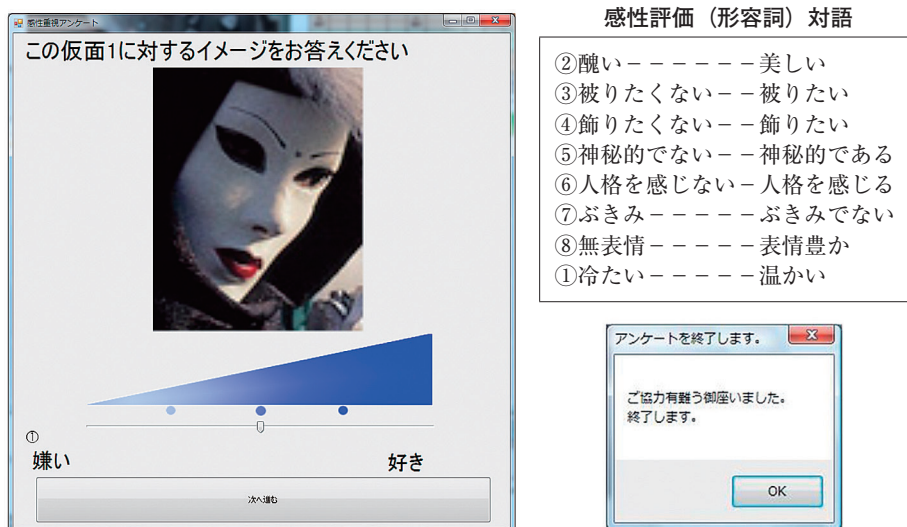 感性重視アンケート
この仮面1に対するイメージをお答えください
①
嫌い
好き
次へ進む
感性評価（形容詞）対語
②醜い－－－－－－美しい
③被りたくない－－被りたい
④飾りたくない－－飾りたい
⑤神秘的でない－－神秘的である
⑥人格を感じない－人格を感じる
⑦ぶきみ－－－－－ぶきみでない
⑧無表情－－－－－表情豊か
①冷たい－－－－－温かい
アンケートを終了します。
ご協力有難う御座いました。
終了します。
OK